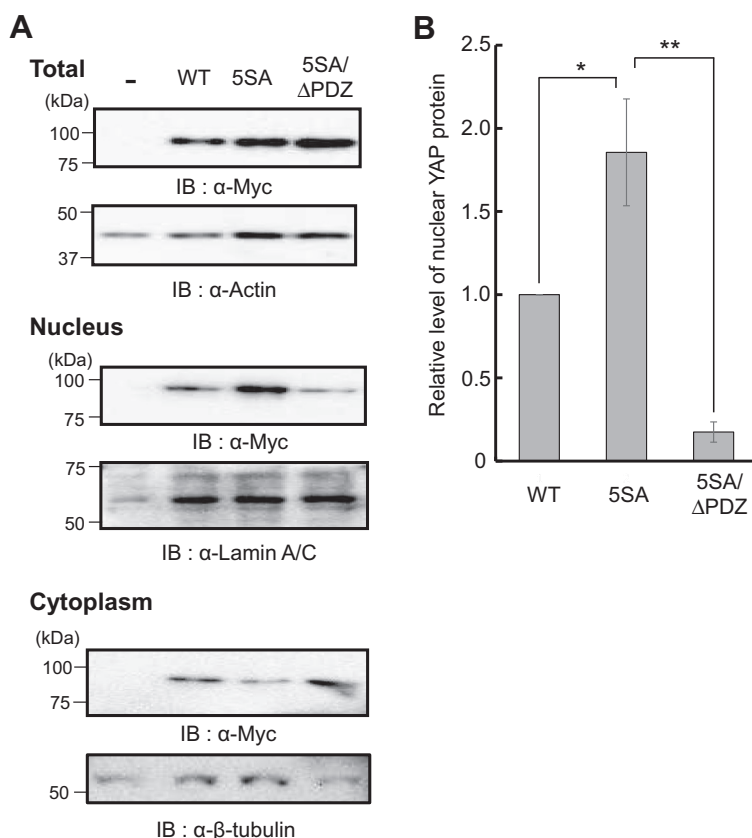 A
Total
(kDa)
- WT 5SA 5SA/
ΔPDZ
100
75
IB : α-Myc
50
37
IB : α-Actin
Nucleus
(kDa)
100
75
IB : α-Myc
75
50
IB : α-Lamin A/C
Cytoplasm
(kDa)
100
75
IB : α-Myc
50
IB : α-β-tubulin
B
Relative level of nuclear YAP protein
2.5
2.0
1.5
1.0
0.5
0
* **
WT 5SA 5SA/
ΔPDZ